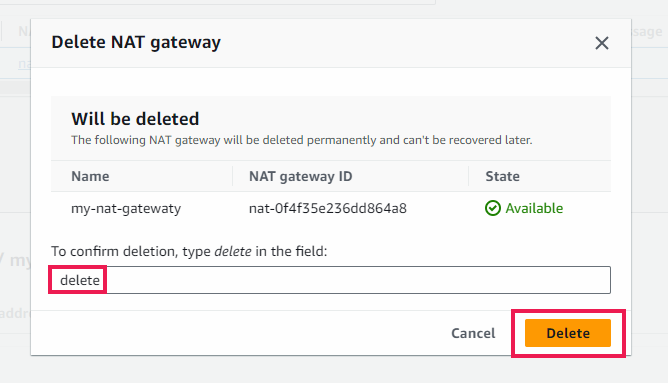 Delete NAT gateway
Will be deleted
The following NAT gateway will be deleted permanently and can't be recovered later.
Name NAT gateway ID State
my-nat-gatewaty nat-0f4f35e236dd864a8 Available
To confirm deletion, type delete in the field:
delete
Cancel Delete